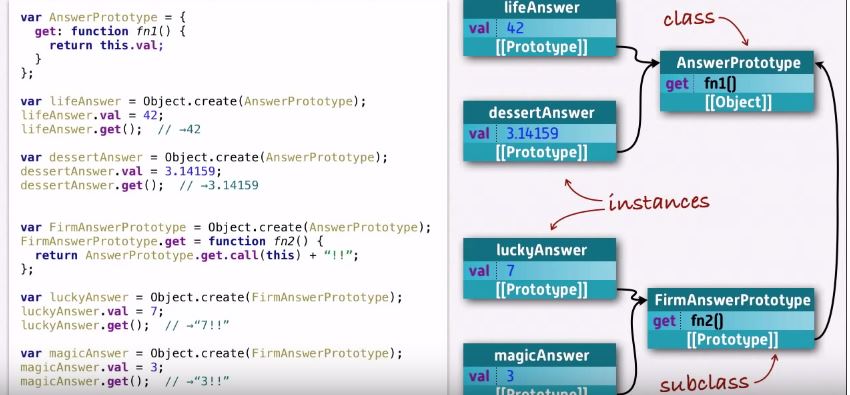 var AnswerPrototype = {
get: function fn1() {
return this.val;
}
};
var lifeAnswer = Object.create(AnswerPrototype);
lifeAnswer.val = 42;
lifeAnswer.get();  // →42
var dessertAnswer = Object.create(AnswerPrototype);
dessertAnswer.val = 3.14159;
dessertAnswer.get();  // →3.14159
var FirmAnswerPrototype = Object.create(AnswerPrototype);
FirmAnswerPrototype.get = function fn2() {
return AnswerPrototype.get.call(this) + “!!”;
};
var luckyAnswer = Object.create(FirmAnswerPrototype);
luckyAnswer.val = 7;
luckyAnswer.get();  // →“7!!”
var magicAnswer = Object.create(FirmAnswerPrototype);
magicAnswer.val = 3;
magicAnswer.get();  // →“3!!”
lifeAnswer
val 42
[[Prototype]]
class
AnswerPrototype
get fn1()
[[Object]]
dessertAnswer
val 3.14159
[[Prototype]]
instances
luckyAnswer
val 7
[[Prototype]]
FirmAnswerPrototype
get fn2()
[[Prototype]]
magicAnswer
val 3
[[Prototype]]
subclass